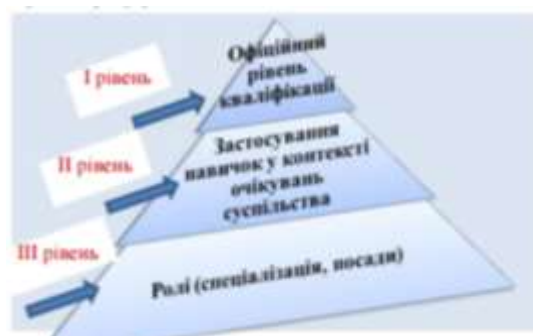 Офіційний
рівень
кваліфікації
І рівень
Застосування
навичок у контексті
очікувань
суспільства
ІІ рівень
Ролі (спеціалізація, посади)
ІІІ рівень